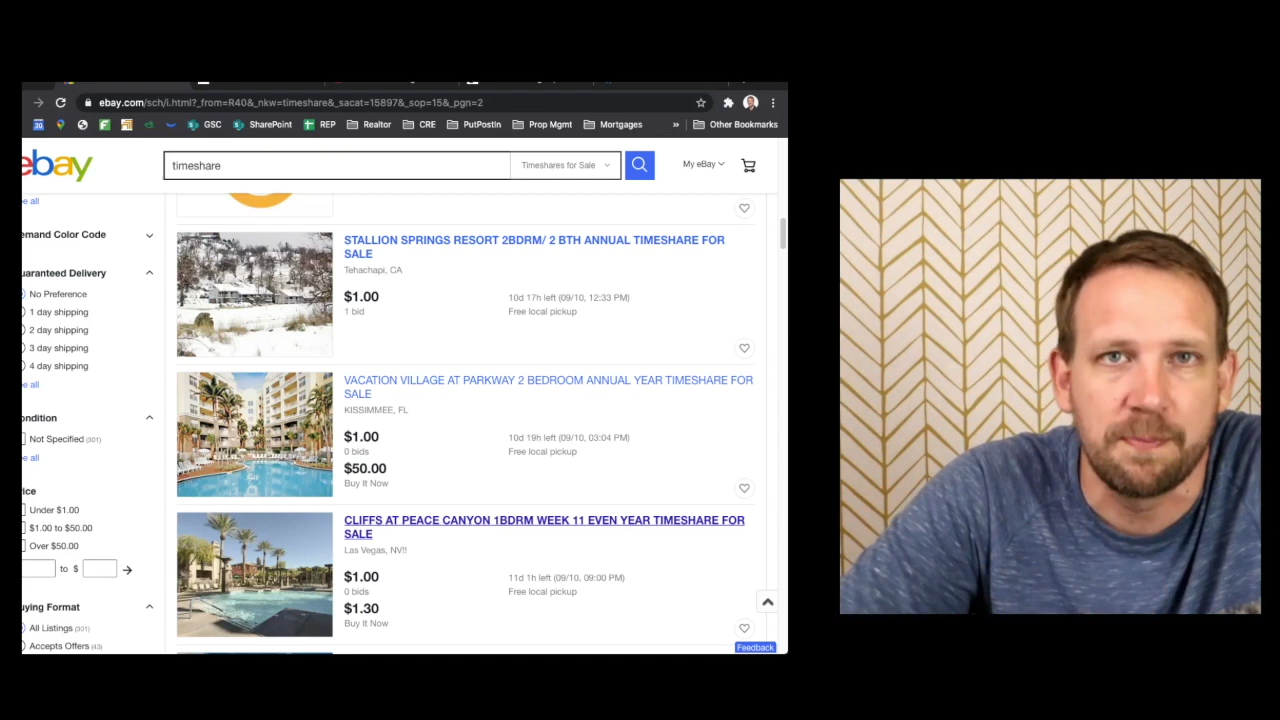 ebay.com/sch/i.html?_from=R40&_nkw=timeshare&_sacat=15897&_sop=15&_pgn=2
30 GSC SharePoint REP Realtor CRE PutPostIn Prop Mgmt Mortgages » Other Bookmarks
ebay timeshare Timeshares for Sale My eBay
e all
emand Color Code
uaranteed Delivery
No Preference
1 day shipping
2 day shipping
3 day shipping
4 day shipping
e all
ondition
Not Specified (301)
e all
rice
Under $1.00
$1.00 to $50.00
Over $50.00
to $
uying Format
All Listings (301)
Accepts Offers (43)
STALLION SPRINGS RESORT 2BDRM/ 2 BTH ANNUAL TIMESHARE FOR
SALE
Tehachapi, CA
$1.00 10d 17h left (09/10, 12:33 PM)
1 bid Free local pickup
VACATION VILLAGE AT PARKWAY 2 BEDROOM ANNUAL YEAR TIMESHARE FOR
SALE
KISSIMMEE, FL
$1.00 10d 19h left (09/10, 03:04 PM)
0 bids Free local pickup
$50.00
Buy It Now
CLIFFS AT PEACE CANYON 1BDRM WEEK 11 EVEN YEAR TIMESHARE FOR
SALE
Las Vegas, NV!!
$1.00 11d 1h left (09/10, 09:00 PM)
0 bids Free local pickup
$1.30
Buy It Now
Feedback